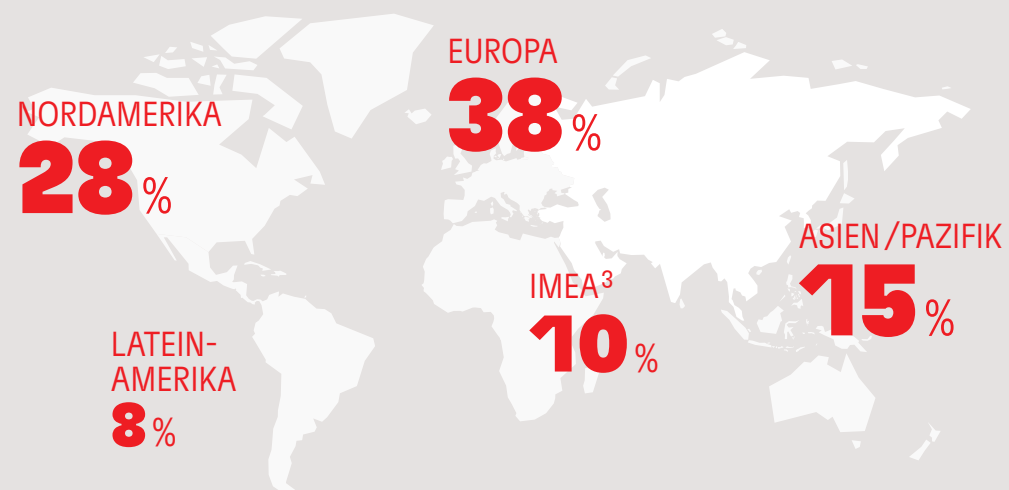 EUROPA
38 %
NORDAMERIKA
28 %
ASIEN/PAZIFIK
15 %
IMEA³
10 %
LATEIN-
AMERIKA
8 %